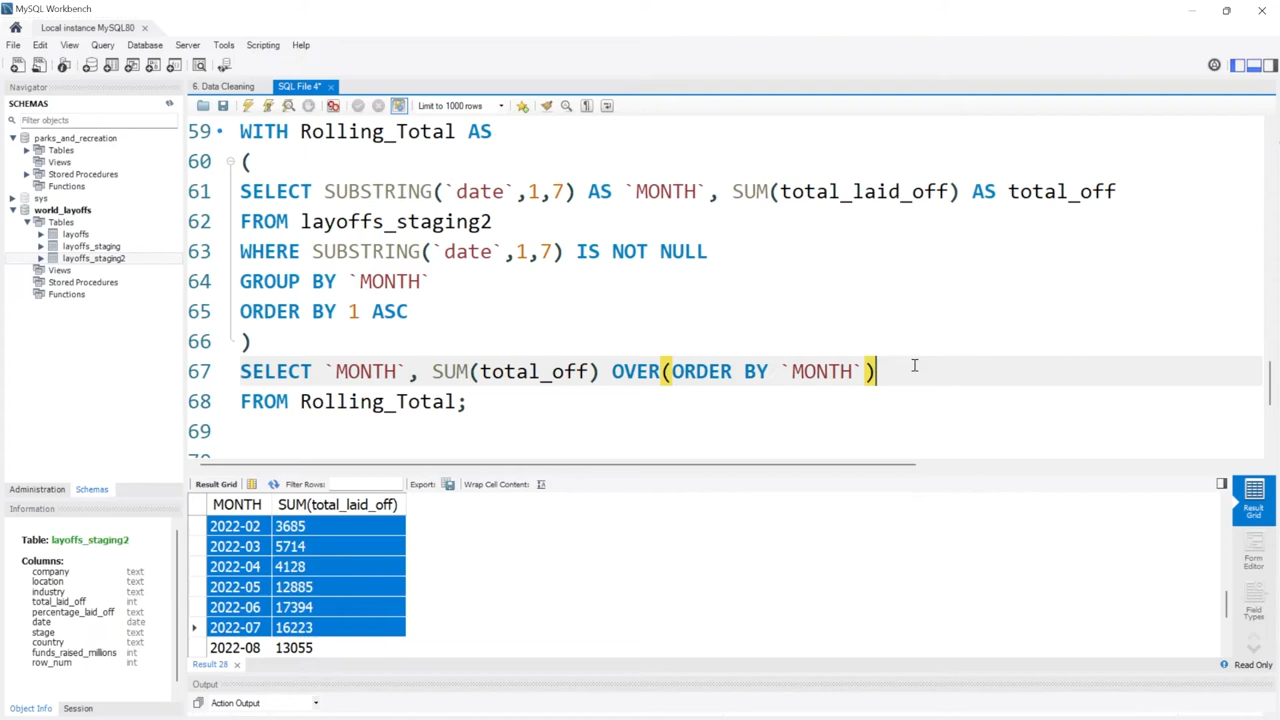 MySQL Workbench
Local instance MySQL80
File Edit View Query Database Server Tools Scripting Help
Navigator
SCHEMAS
Filter objects
parks_and_recreation
Tables
Views
Stored Procedures
Functions
sys
world_layoffs
Tables
layoffs
layoffs_staging
layoffs_staging2
Views
Stored Procedures
Functions
Administration Schemas
Information
Table: layoffs_staging2
Columns:
company text
location text
industry text
total_laid_off int
percentage_laid_off text
date date
stage text
country text
funds_raised_millions int
row_num int
Object Info Session
6. Data Cleaning SQL File 4*
Limit to 1000 rows
59 WITH Rolling_Total AS
60 (
61 SELECT SUBSTRING(`date`,1,7) AS `MONTH`, SUM(total_laid_off) AS total_off
62 FROM layoffs_staging2
63 WHERE SUBSTRING(`date`,1,7) IS NOT NULL
64 GROUP BY `MONTH`
65 ORDER BY 1 ASC
66 )
67 SELECT `MONTH`, SUM(total_off) OVER(ORDER BY `MONTH`)
68 FROM Rolling_Total;
69
Result Grid Filter Rows: Export: Wrap Cell Content:
MONTH SUM(total_laid_off)
2022-02 3685
2022-03 5714
2022-04 4128
2022-05 12885
2022-06 17394
2022-07 16223
2022-08 13055
Result 28
Read Only
Result Grid
Form Editor
Field Types
Output
Action Output